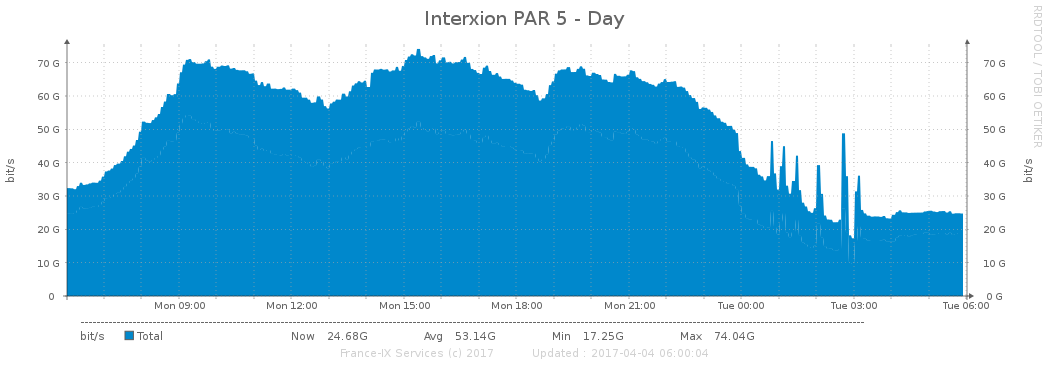 Interxion PAR 5 - Day
RRDTOOL / TOBI OETIKER
bit/s
bit/s
70 G 70 G
60 G 60 G
50 G 50 G
40 G 40 G
30 G 30 G
20 G 20 G
10 G 10 G
0 0 G
Mon 09:00 Mon 12:00 Mon 15:00 Mon 18:00 Mon 21:00 Tue 00:00 Tue 03:00 Tue 06:00
bit/s Total Now 24.68G Avg 53.14G Min 17.25G Max 74.04G
France-IX Services (c) 2017 Updated : 2017-04-04 06:00:04